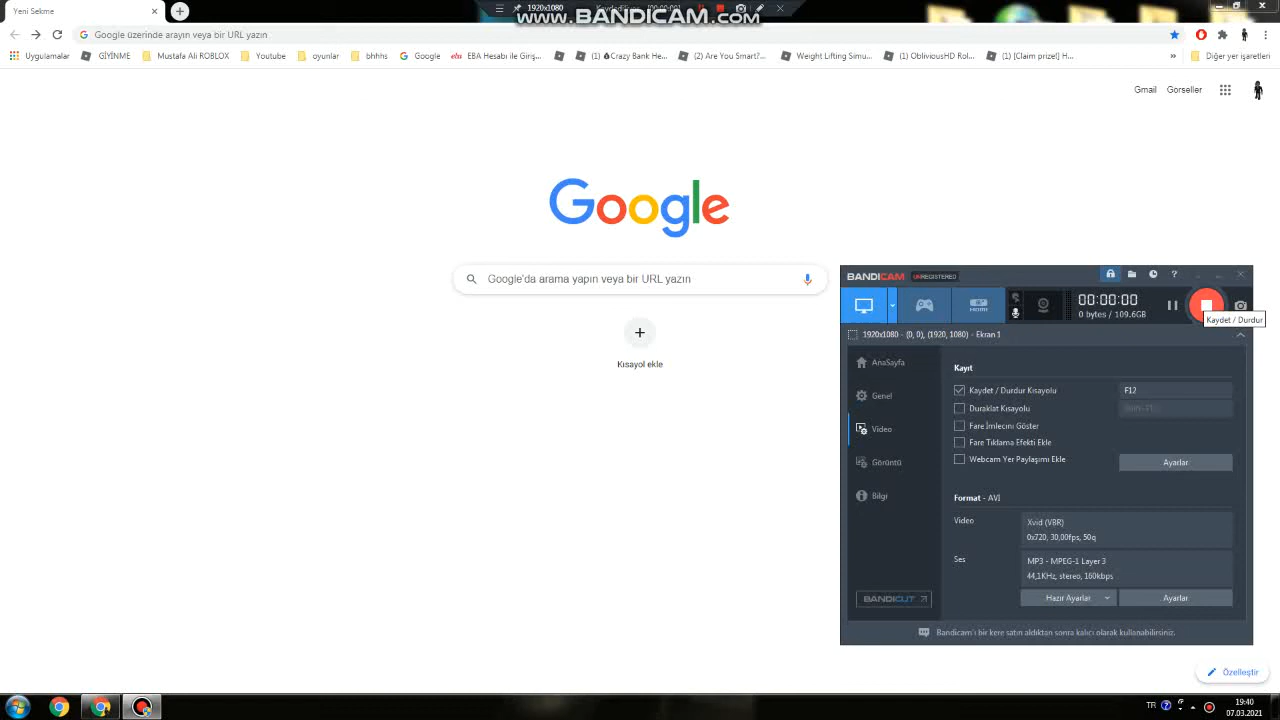 Yeni Sekme
1920x1080
www.BANDICAM.com
Google üzerinde arayın veya bir URL yazın
Uygulamalar
GİYİNME
Mustafa Ali ROBLOX
Youtube
oyunlar
bhhhs
Google
eba EBA Hesabı ile Giriş...
(1) Crazy Bank He...
(2) Are You Smart?...
Weight Lifting Simu...
(1) ObliviousHD Ro...
(1) [Claim prize!] H...
»
Diğer yer işaretleri
Gmail
Görseller
Google
Google'da arama yapın veya bir URL yazın
Kısayol ekle
BANDICAM UNREGISTERED
HDMI
00:00:00
0 bytes / 109.6GB
Kaydet / Durdur
1920x1080 - (0, 0), (1920, 1080) - Ekran 1
AnaSayfa
Genel
Video
Görüntü
Bilgi
BANDICUT
Kayıt
Kaydet / Durdur Kısayolu
F12
Duraklat Kısayolu
Fare İmlecini Göster
Fare Tıklama Efekti Ekle
Webcam Yer Paylaşımı Ekle
Ayarlar
Format - AVI
Video
Xvid (VBR)
0x720, 30,00fps, 50q
Ses
MP3 - MPEG-1 Layer 3
44,1KHz, stereo, 160kbps
Hazır Ayarlar
Ayarlar
Bandicam'ı bir kere satın aldıktan sonra kalıcı olarak kullanabilirsiniz.
Özelleştir
TR
19:40
07.03.2021